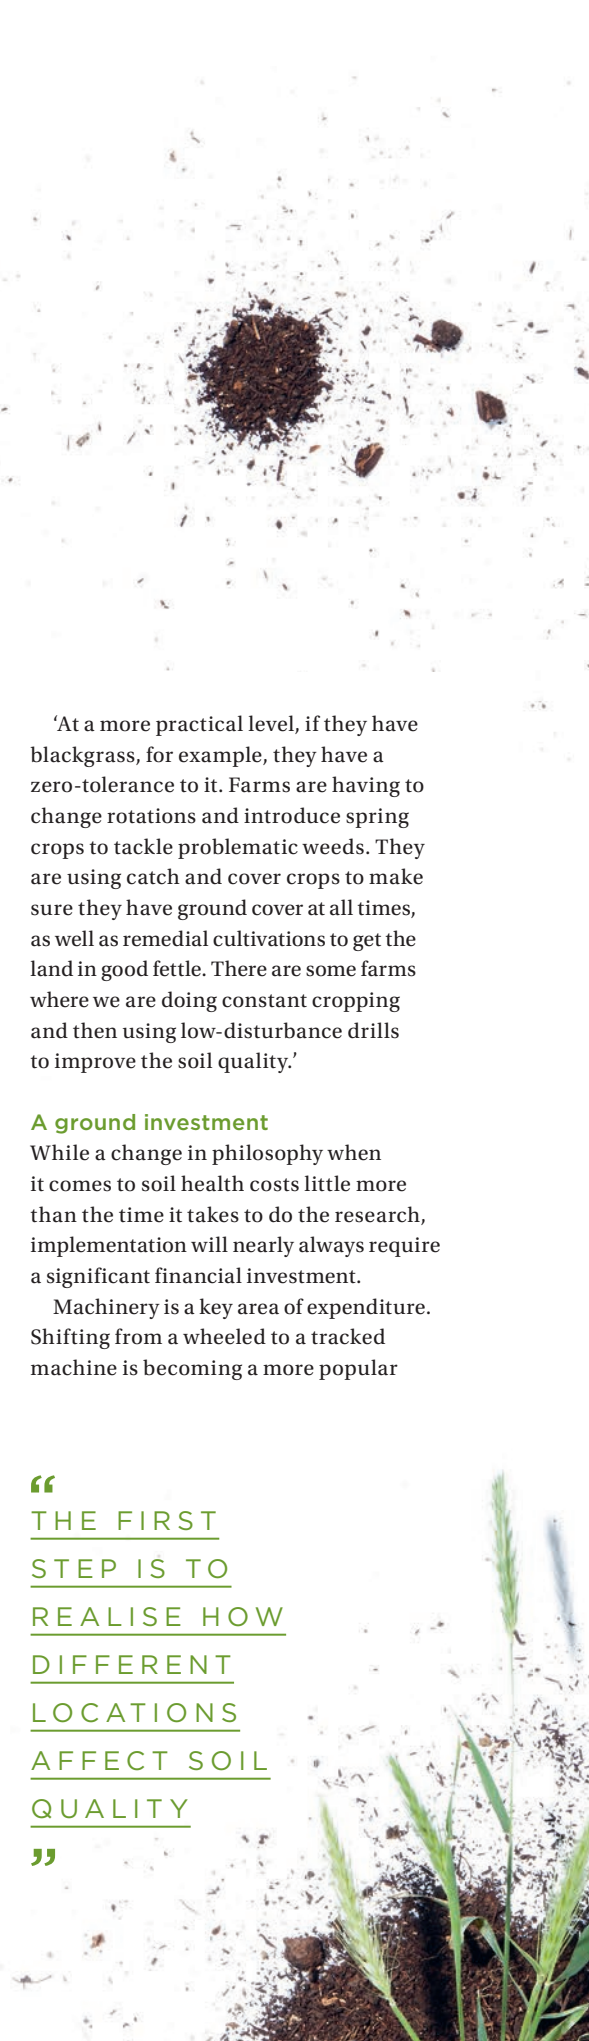 ‘At a more practical level, if they have
blackgrass, for example, they have a
zero-tolerance to it. Farms are having to
change rotations and introduce spring
crops to tackle problematic weeds. They
are using catch and cover crops to make
sure they have ground cover at all times,
as well as remedial cultivations to get the
land in good fettle. There are some farms
where we are doing constant cropping
and then using low-disturbance drills
to improve the soil quality.’
A ground investment
While a change in philosophy when
it comes to soil health costs little more
than the time it takes to do the research,
implementation will nearly always require
a significant financial investment.
Machinery is a key area of expenditure.
Shifting from a wheeled to a tracked
machine is becoming a more popular
“
THE FIRST
STEP IS TO
REALISE HOW
DIFFERENT
LOCATIONS
AFFECT SOIL
QUALITY
”